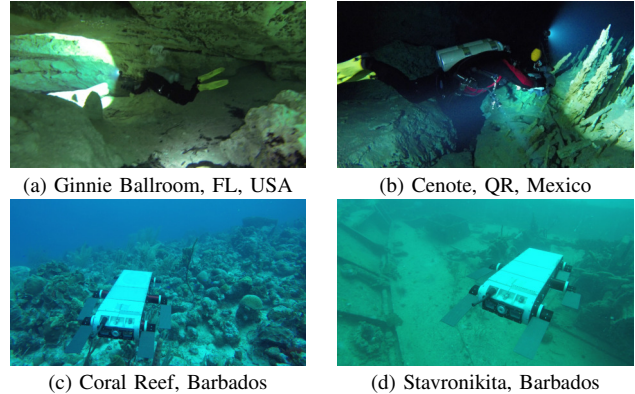 (a) Ginnie Ballroom, FL, USA
(b) Cenote, QR, Mexico
(c) Coral Reef, Barbados
(d) Stavronikita, Barbados